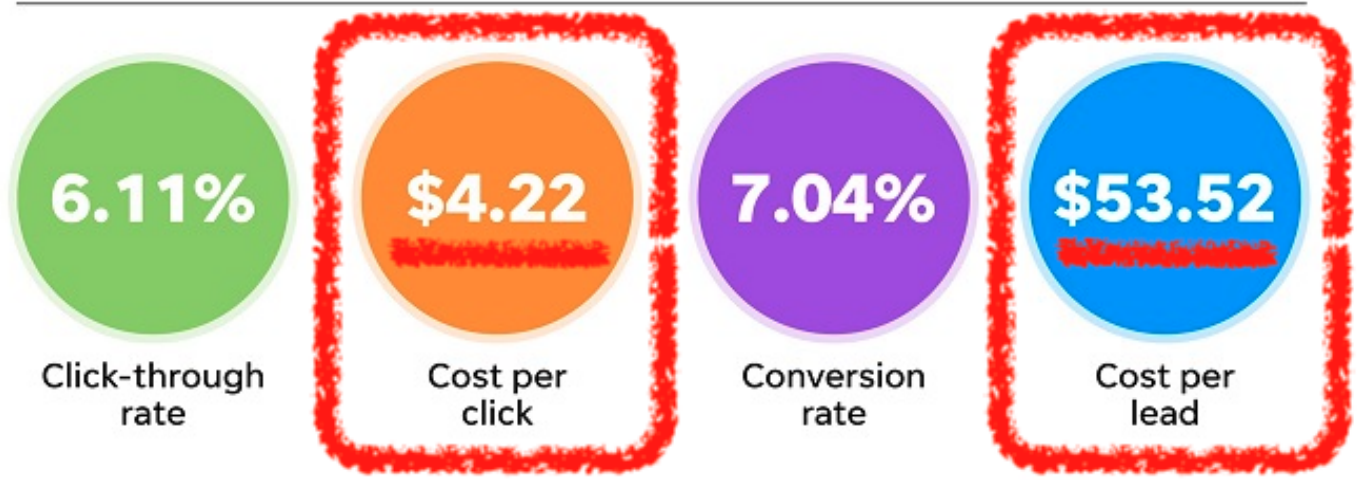 6.11%
$4.22
7.04%
$53.52
Click-through
rate
Cost per
click
Conversion
rate
Cost per
lead